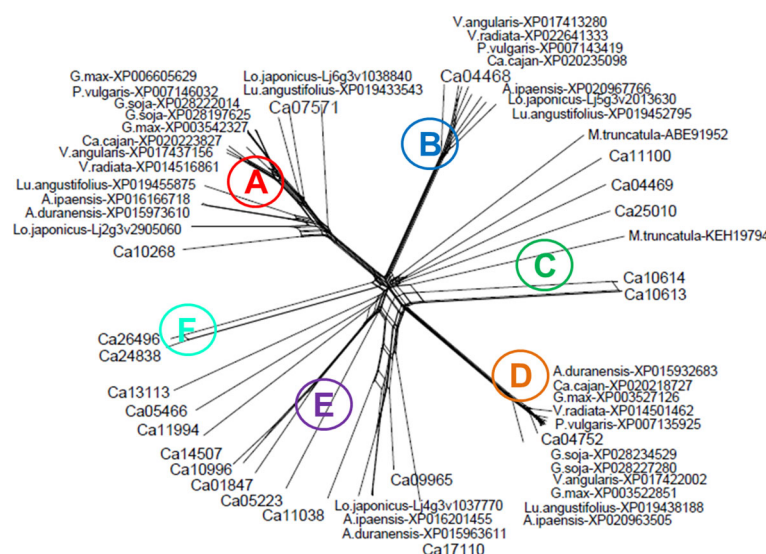 V.angularis-XP017413280
V.radiata-XP022641333
P.vulgaris-XP007143419
Ca.cajan-XP020235098
Ca04468
A.ipaensis-XP020967766
Lo.japonicus-Lj5g3v2013630
Lu.angustifolius-XP019452795
B
G.max-XP006605629
P.vulgaris-XP007146032
G.soja-XP028222014
G.soja-XP028197625
G.max-XP003542327
Ca.cajan-XP020223827
V.angularis-XP017437156
V.radiata-XP014516861
Lu.angustifolius-XP019455875
A.ipaensis-XP016166718
A.duranensis-XP015973610
Lo.japonicus-Lj2g3v2905060
Ca10268
Lo.japonicus-Lj6g3v1038840
Lu.angustifolius-XP019433543
Ca07571
A
M.truncatula-ABE91952
Ca11100
Ca04469
Ca25010
M.truncatula-KEH19794
C
Ca10614
Ca10613
D
A.duranensis-XP015932683
Ca.cajan-XP020218727
G.max-XP003527126
V.radiata-XP014501462
P.vulgaris-XP007135925
Ca04752
G.soja-XP028234529
G.soja-XP028227280
V.angularis-XP017422002
G.max-XP003522851
Lu.angustifolius-XP019438188
A.ipaensis-XP020963505
F
Ca26496
Ca24838
Ca13113
Ca05466
Ca11994
E
Ca14507
Ca10996
Ca01847
Ca05223
Ca11038
Ca09965
Lo.japonicus-Lj4g3v1037770
A.ipaensis-XP016201455
A.duranensis-XP015963611
Ca17110